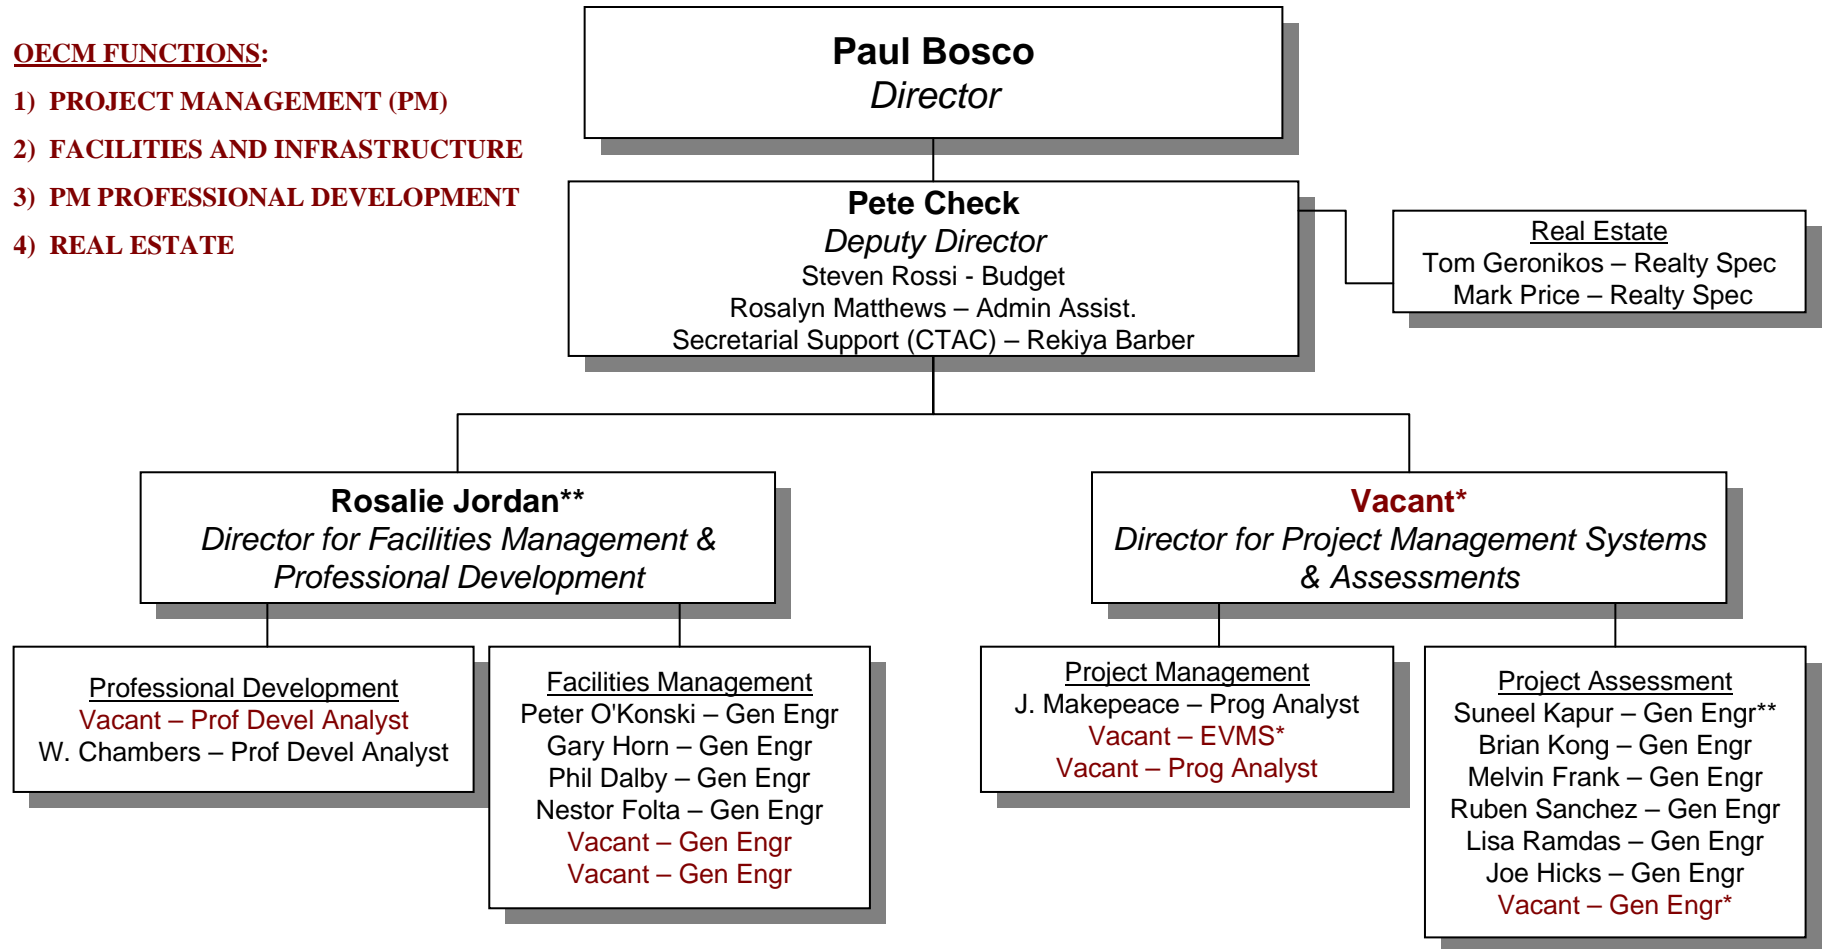 OECM FUNCTIONS:
1) PROJECT MANAGEMENT (PM)
2) FACILITIES AND INFRASTRUCTURE
3) PM PROFESSIONAL DEVELOPMENT
4) REAL ESTATE
Paul Bosco
Director
Pete Check
Deputy Director
Steven Rossi - Budget
Rosalyn Matthews – Admin Assist.
Secretarial Support (CTAC) – Rekiya Barber
Real Estate
Tom Geronikos – Realty Spec
Mark Price – Realty Spec
Rosalie Jordan**
Director for Facilities Management &
Professional Development
Vacant*
Director for Project Management Systems
& Assessments
Professional Development
Vacant – Prof Devel Analyst
W. Chambers – Prof Devel Analyst
Facilities Management
Peter O'Konski – Gen Engr
Gary Horn – Gen Engr
Phil Dalby – Gen Engr
Nestor Folta – Gen Engr
Vacant – Gen Engr
Vacant – Gen Engr
Project Management
J. Makepeace – Prog Analyst
Vacant – EVMS*
Vacant – Prog Analyst
Project Assessment
Suneel Kapur – Gen Engr**
Brian Kong – Gen Engr
Melvin Frank – Gen Engr
Ruben Sanchez – Gen Engr
Lisa Ramdas – Gen Engr
Joe Hicks – Gen Engr
Vacant – Gen Engr*